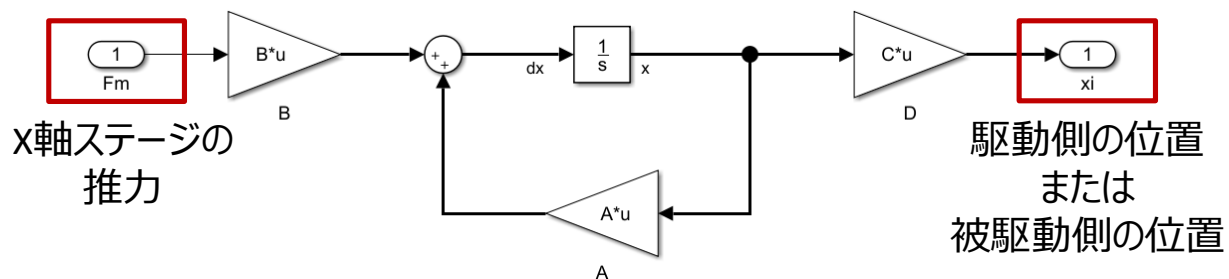 1
Fm
B*u
B
+
+
dx
1
s
x
C*u
D
1
xi
A*u
A
X軸ステージの
推力
駆動側の位置
または
被駆動側の位置